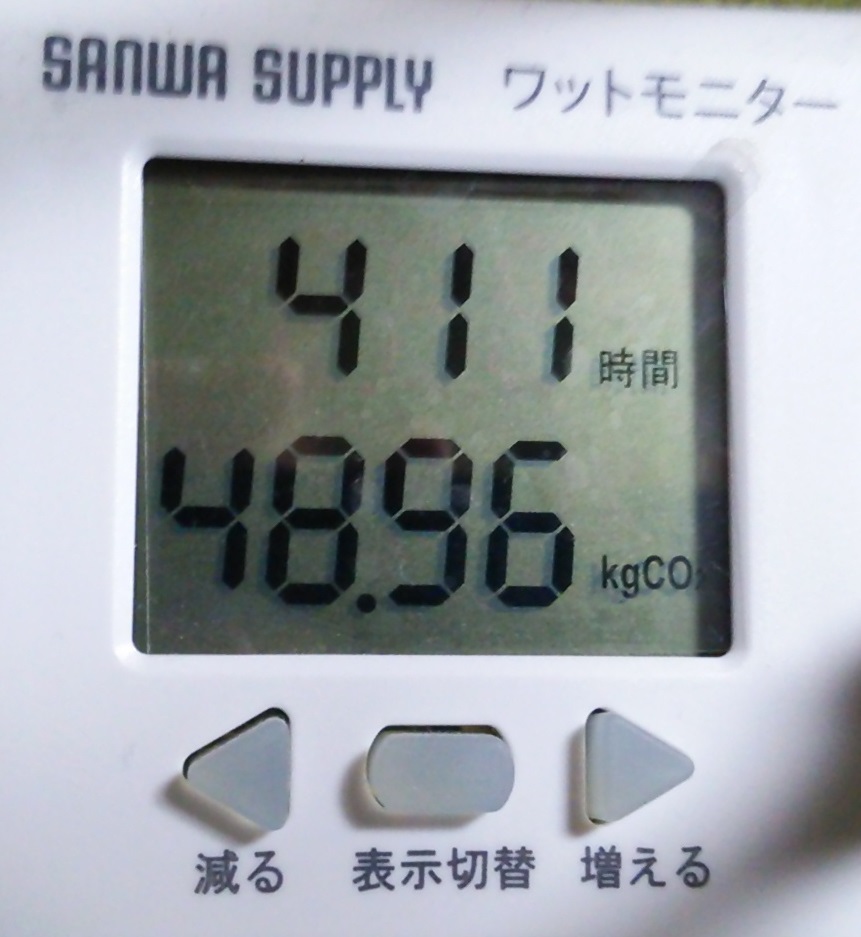 SANWA SUPPLY ワットモニター
411 時間
48.96 kgCO₂
減る 表示切替 増える